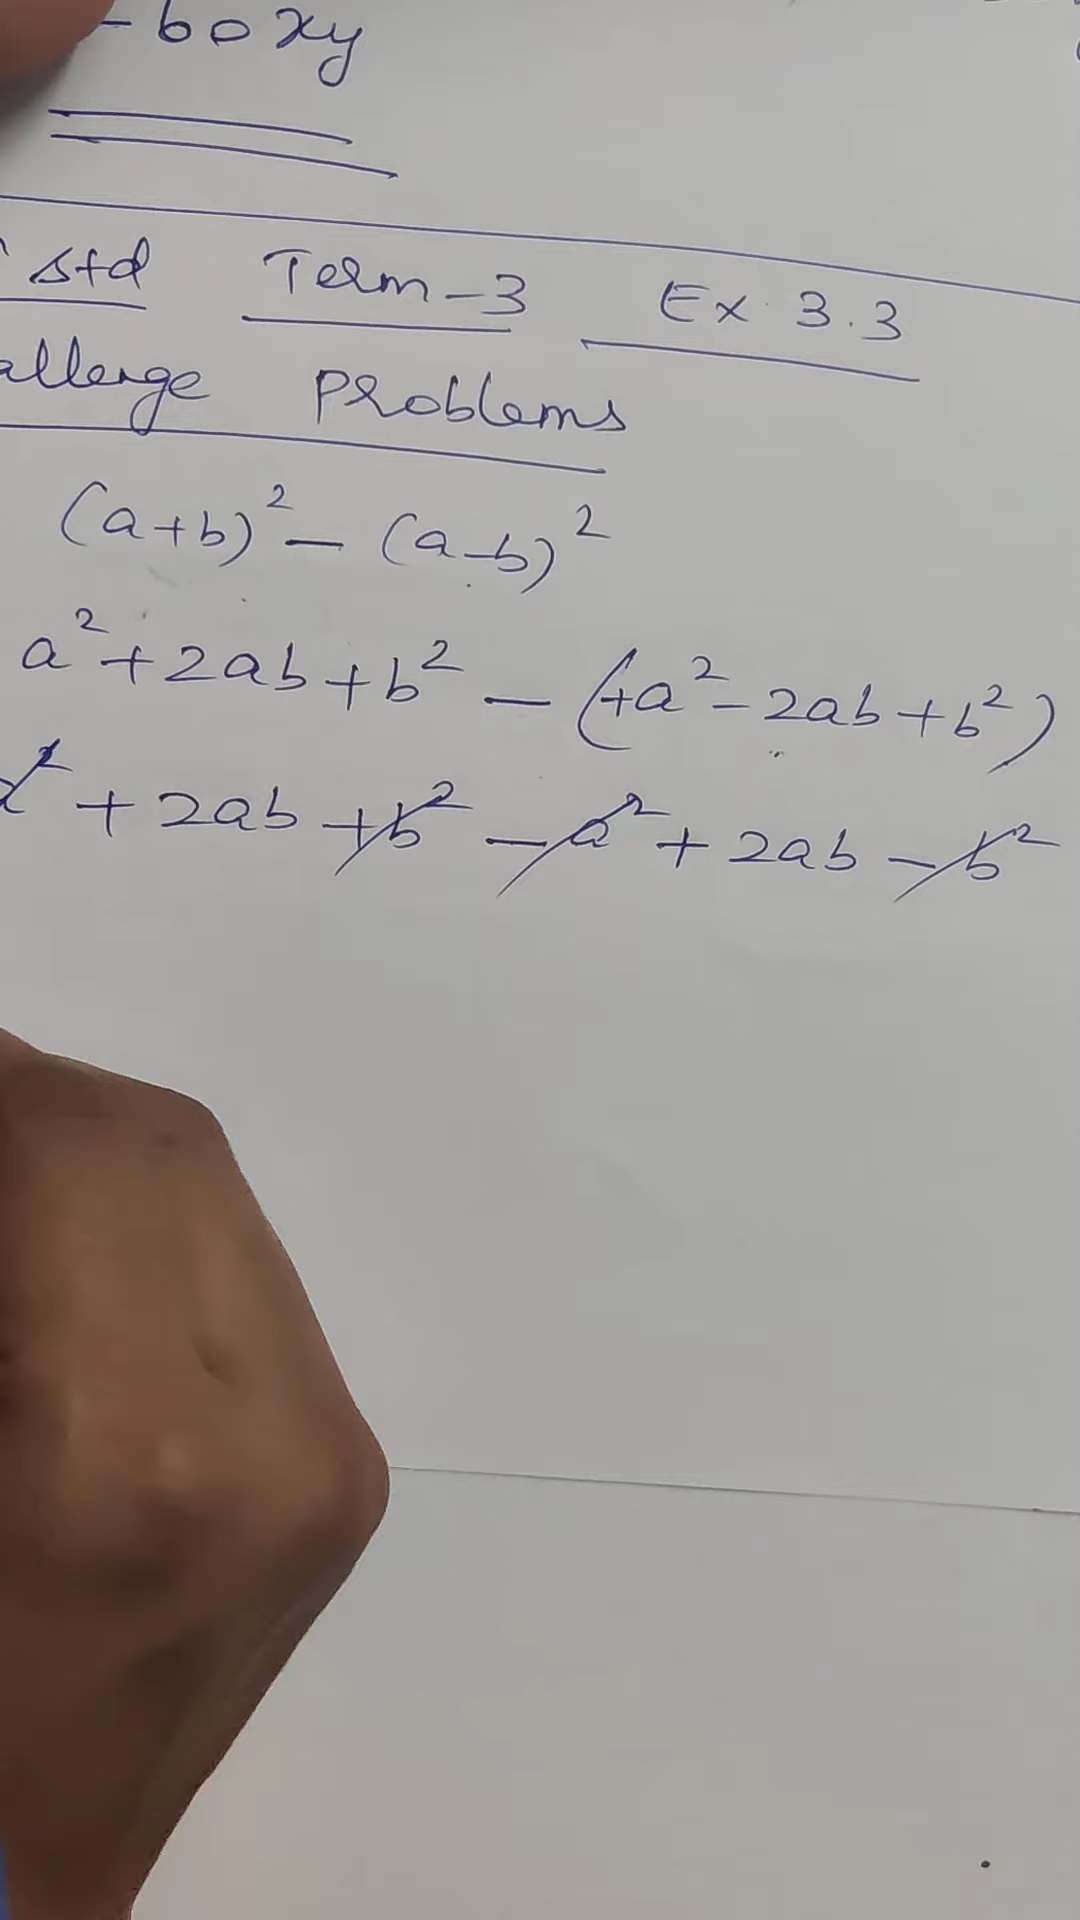 - 60xy
std Term-3 Ex 3.3
allenge Problems
(a+b)² - (a-b)²
a² + 2ab + b² - (+a² - 2ab + b²)
a² + 2ab + b² - a² + 2ab - b²